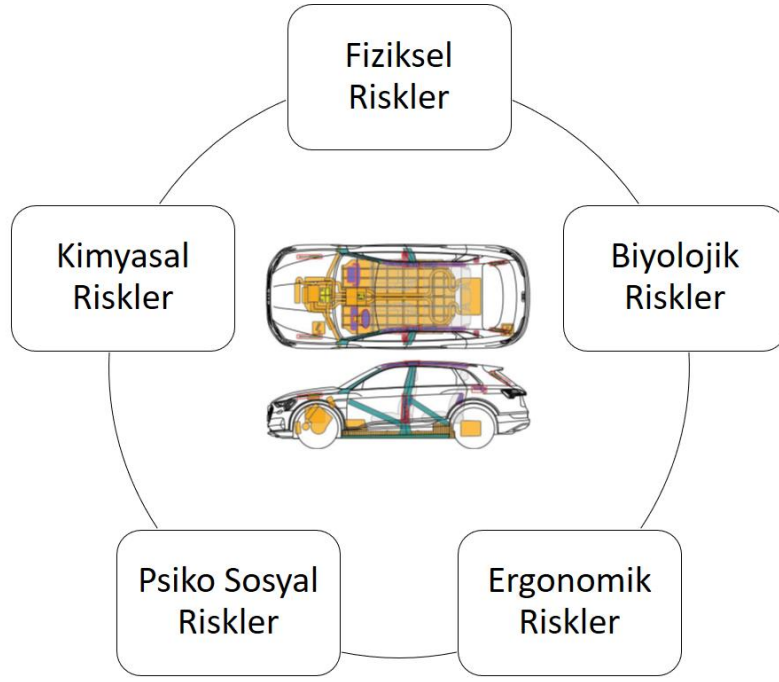 Fiziksel
Riskler
Kimyasal
Riskler
Biyolojik
Riskler
Psiko Sosyal
Riskler
Ergonomik
Riskler